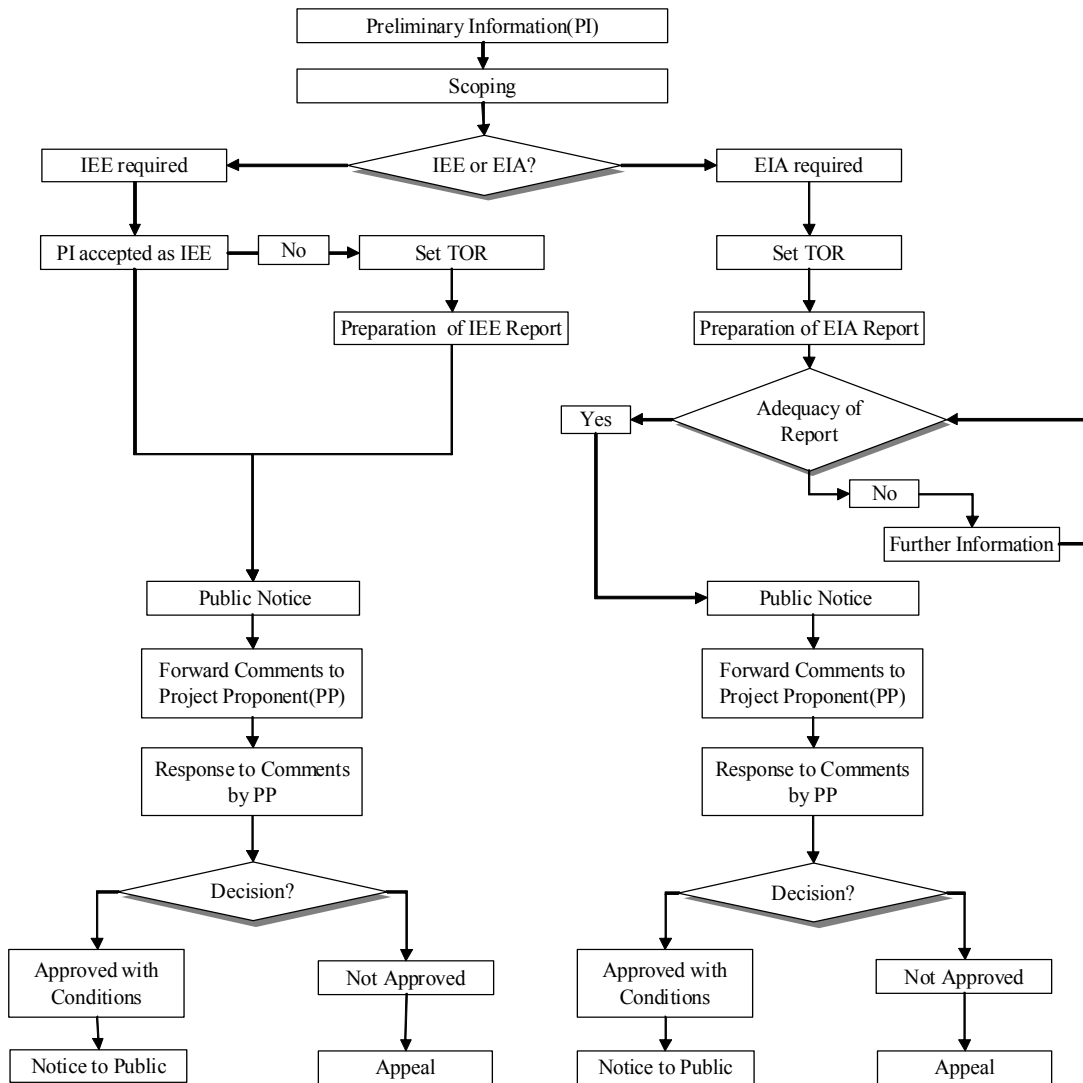 Preliminary Information(PI)
Scoping
IEE required
IEE or EIA?
EIA required
PI accepted as IEE
No
Set TOR
Set TOR
Preparation of IEE Report
Preparation of EIA Report
Yes
Adequacy of
Report
No
Further Information
Public Notice
Public Notice
Forward Comments to
Project Proponent(PP)
Forward Comments to
Project Proponent(PP)
Response to Comments
by PP
Response to Comments
by PP
Decision?
Decision?
Approved with
Conditions
Not Approved
Approved with
Conditions
Not Approved
Notice to Public
Appeal
Notice to Public
Appeal